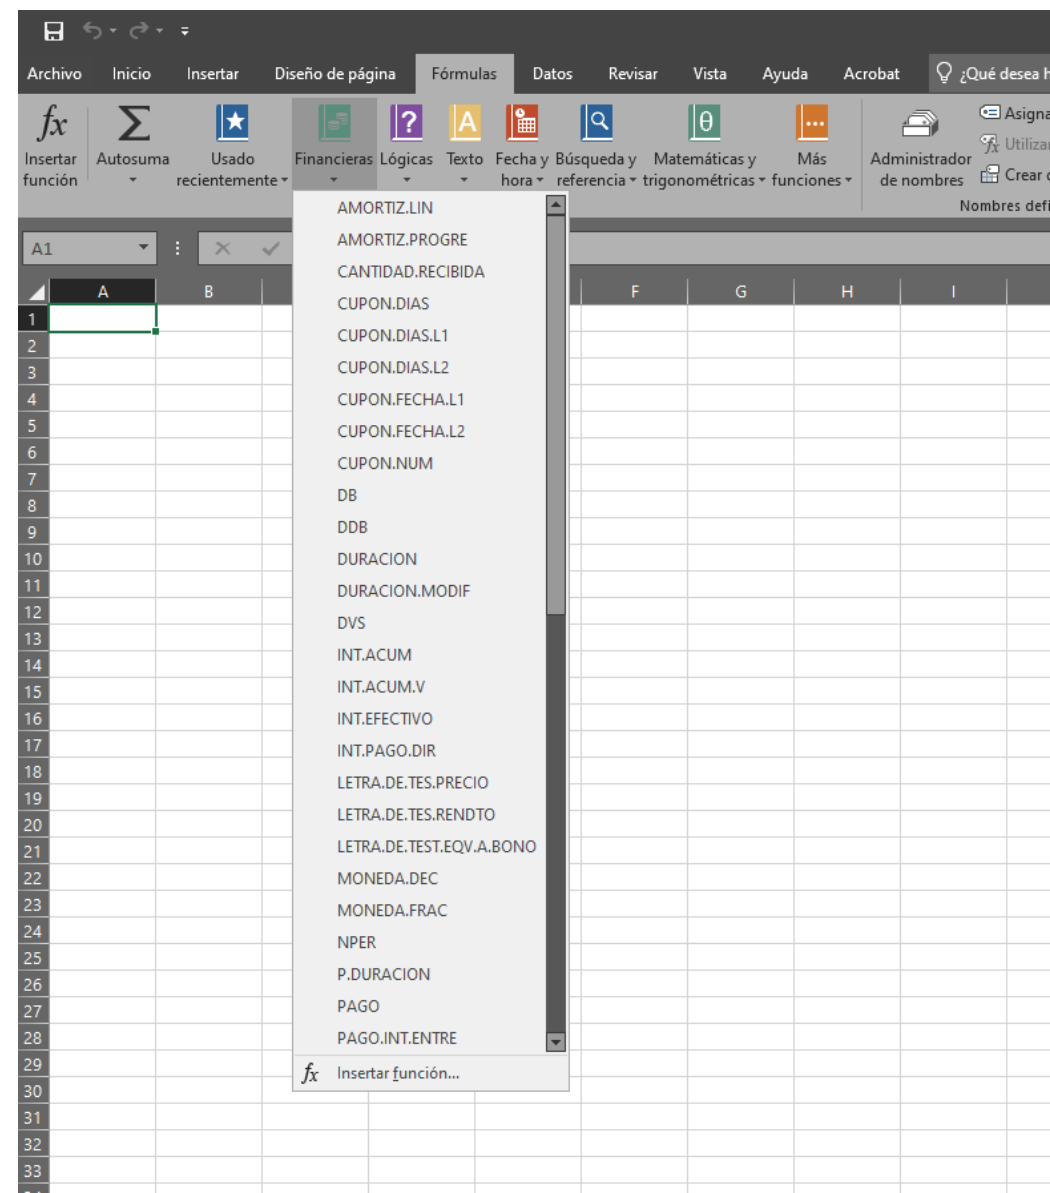 Archivo Inicio Insertar Diseño de página Fórmulas Datos Revisar Vista Ayuda Acrobat ¿Qué desea h
fx Σ ? A θ
Insertar función
Autosuma
Usado recientemente
Financieras
Lógicas
Texto
Fecha y hora
Búsqueda y referencia
Matemáticas y trigonométricas
Más funciones
Administrador de nombres
Asigna
fx Utiliza
Crear d
Nombres defi
A1
A B F G H I
AMORTIZ.LIN
AMORTIZ.PROGRE
CANTIDAD.RECIBIDA
CUPON.DIAS
CUPON.DIAS.L1
CUPON.DIAS.L2
CUPON.FECHA.L1
CUPON.FECHA.L2
CUPON.NUM
DB
DDB
DURACION
DURACION.MODIF
DVS
INT.ACUM
INT.ACUM.V
INT.EFECTIVO
INT.PAGO.DIR
LETRA.DE.TES.PRECIO
LETRA.DE.TES.RENDTO
LETRA.DE.TEST.EQV.A.BONO
MONEDA.DEC
MONEDA.FRAC
NPER
P.DURACION
PAGO
PAGO.INT.ENTRE
fx Insertar función...
1
2
3
4
5
6
7
8
9
10
11
12
13
14
15
16
17
18
19
20
21
22
23
24
25
26
27
28
29
30
31
32
33